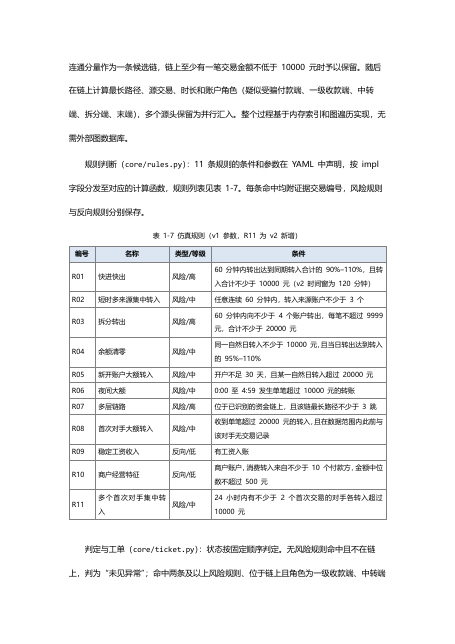 连通分量作为一条候选链，链上至少有一笔交易金额不低于 10000 元时予以保留。随后
在链上计算最长路径、源交易、时长和账户角色（疑似受骗付款端、一级收款端、中转
端、拆分端、末端），多个源头保留为并行汇入。整个过程基于内存索引和图遍历实现，无
需外部图数据库。
规则判断（core/rules.py）：11 条规则的条件和参数在 YAML 中声明，按 impl
字段分发至对应的计算函数，规则列表见表 1-7。每条命中均附证据交易编号，风险规则
与反向规则分别保存。
表 1-7 仿真规则（v1 参数，R11 为 v2 新增）
编号 名称 类型/等级 条件
R01 快进快出 风险/高 60 分钟内转出达到同期转入合计的 90%–110%，且转
入合计不少于 10000 元（v2 时间窗为 120 分钟）
R02 短时多来源集中转入 风险/中 任意连续 60 分钟内，转入来源账户不少于 3 个
R03 拆分转出 风险/高 60 分钟内向不少于 4 个账户转出，每笔不超过 9999
元，合计不少于 20000 元
R04 余额清零 风险/中 同一自然日转入不少于 10000 元，且当日转出达到转入
的 95%–110%
R05 新开账户大额转入 风险/中 开户不足 30 天，且某一自然日转入超过 20000 元
R06 夜间大额 风险/中 0:00 至 4:59 发生单笔超过 10000 元的转账
R07 多层链路 风险/高 位于已识别的资金链上，且该链最长路径不少于 3 跳
R08 首次对手大额转入 风险/中 收到单笔超过 20000 元的转入，且在数据范围内此前与
该对手无交易记录
R09 稳定工资收入 反向/低 有工资入账
R10 商户经营特征 反向/低 商户账户，消费转入来自不少于 10 个付款方，金额中位
数不超过 500 元
R11 多个首次对手集中转入 风险/中 24 小时内有不少于 2 个首次交易的对手各转入超过
10000 元
判定与工单（core/ticket.py）：状态按固定顺序判定。无风险规则命中且不在链
上，判为“未见异常”；命中两条及以上风险规则、位于链上且角色为一级收款端、中转端